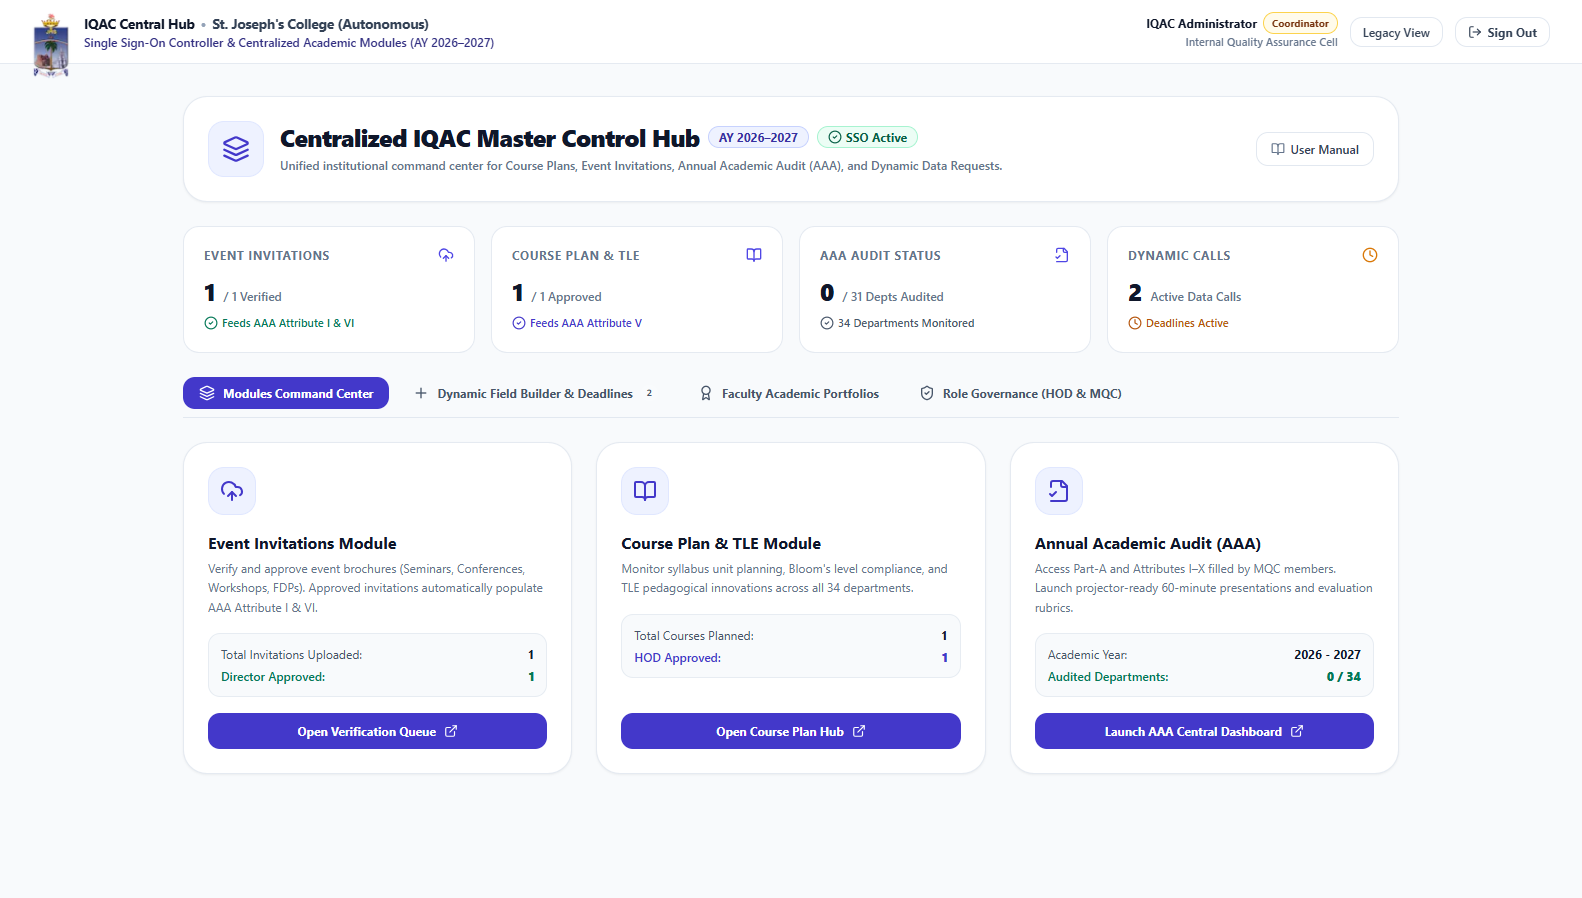 IQAC Central Hub • St. Joseph's College (Autonomous)
Single Sign-On Controller & Centralized Academic Modules (AY 2026–2027)
IQAC Administrator Coordinator
Internal Quality Assurance Cell
Legacy View
Sign Out
Centralized IQAC Master Control Hub AY 2026–2027 SSO Active
Unified institutional command center for Course Plans, Event Invitations, Annual Academic Audit (AAA), and Dynamic Data Requests.
User Manual
EVENT INVITATIONS
1 / 1 Verified
Feeds AAA Attribute I & VI
COURSE PLAN & TLE
1 / 1 Approved
Feeds AAA Attribute V
AAA AUDIT STATUS
0 / 31 Depts Audited
34 Departments Monitored
DYNAMIC CALLS
2 Active Data Calls
Deadlines Active
Modules Command Center
Dynamic Field Builder & Deadlines 2
Faculty Academic Portfolios
Role Governance (HOD & MQC)
Event Invitations Module
Verify and approve event brochures (Seminars, Conferences,
Workshops, FDPs). Approved invitations automatically populate
AAA Attribute I & VI.
Total Invitations Uploaded: 1
Director Approved: 1
Open Verification Queue
Course Plan & TLE Module
Monitor syllabus unit planning, Bloom's level compliance, and
TLE pedagogical innovations across all 34 departments.
Total Courses Planned: 1
HOD Approved: 1
Open Course Plan Hub
Annual Academic Audit (AAA)
Access Part-A and Attributes I–X filled by MQC members.
Launch projector-ready 60-minute presentations and evaluation
rubrics.
Academic Year: 2026 - 2027
Audited Departments: 0 / 34
Launch AAA Central Dashboard